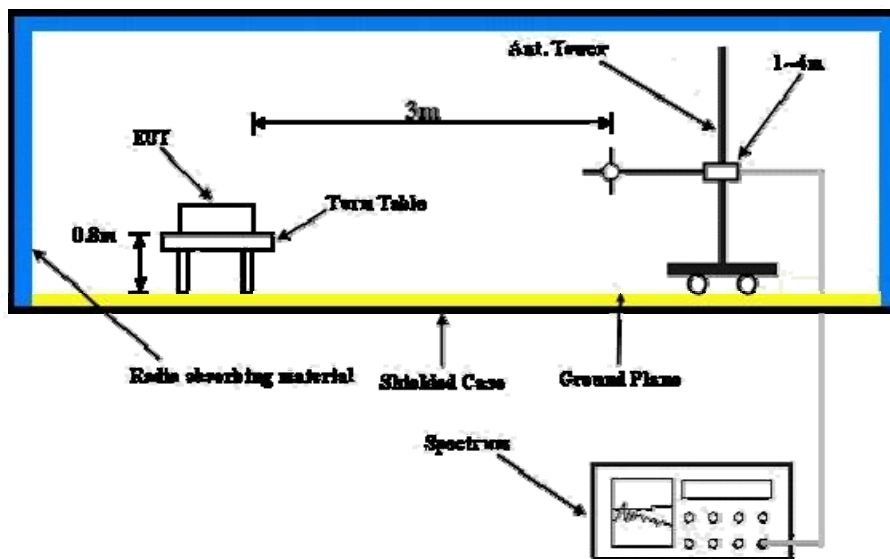 Ant. Tower
1~4m
3m
EUT
Turn Table
0.8m
Radio absorbing material
Shielded Case
Ground Plane
Spectrum